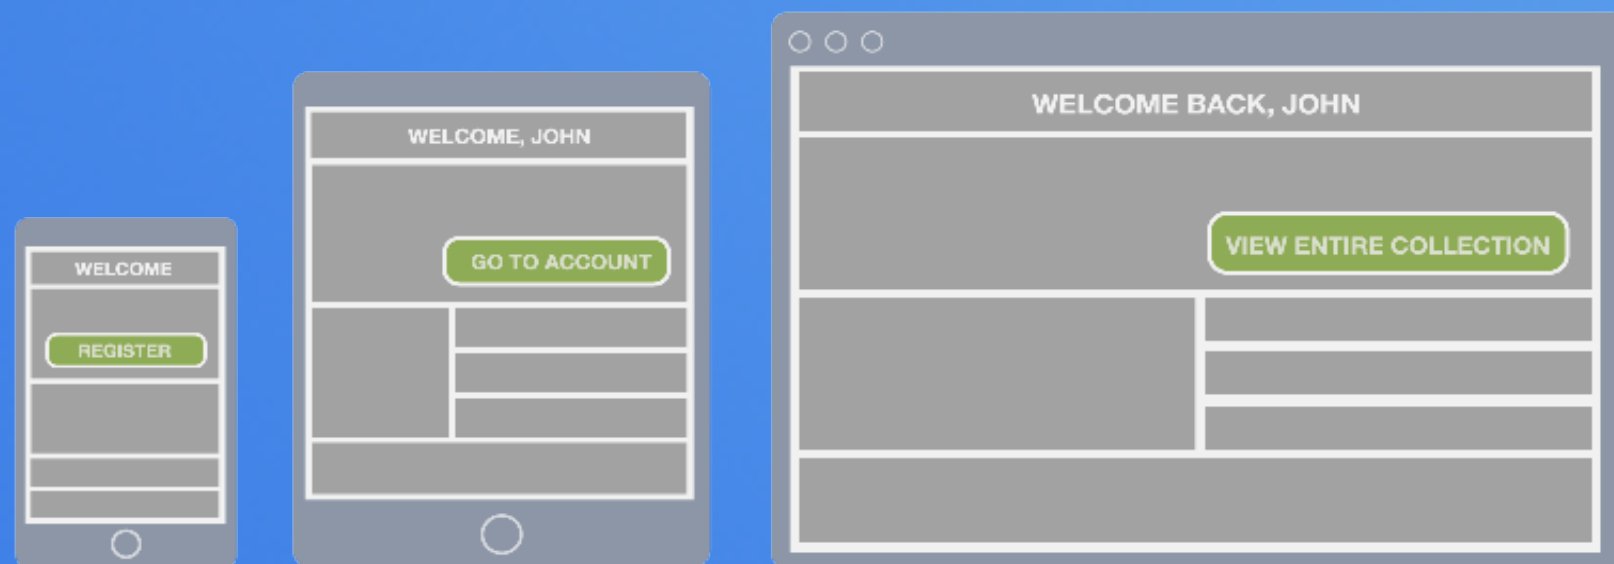 WELCOME
REGISTER
WELCOME, JOHN
GO TO ACCOUNT
WELCOME BACK, JOHN
VIEW ENTIRE COLLECTION